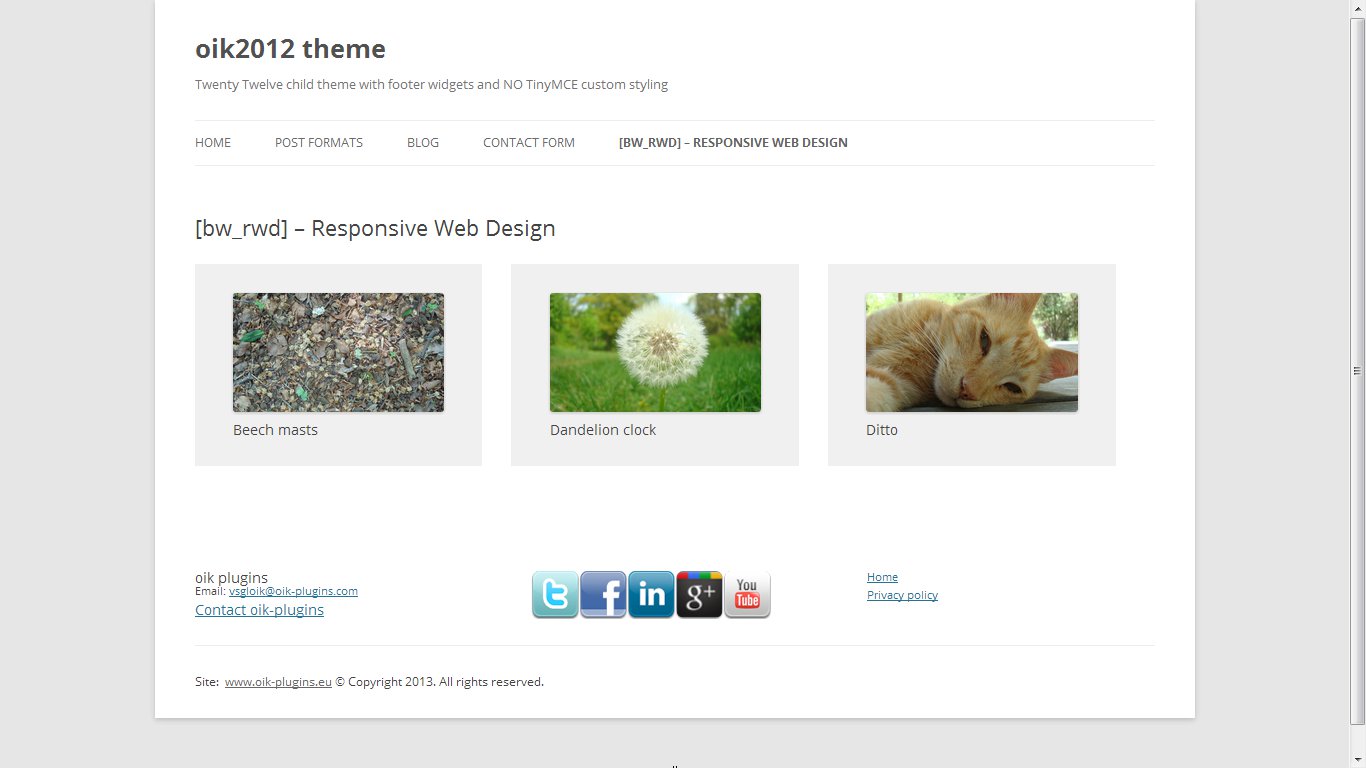 oik2012 theme
Twenty Twelve child theme with footer widgets and NO TinyMCE custom styling
HOME POST FORMATS BLOG CONTACT FORM [BW_RWD] – RESPONSIVE WEB DESIGN
[bw_rwd] – Responsive Web Design
Beech masts Dandelion clock Ditto
oik plugins
Email: vsgloik@oik-plugins.com
Contact oik-plugins
t f in g+ You Tube
Home
Privacy policy
Site: www.oik-plugins.eu © Copyright 2013. All rights reserved.